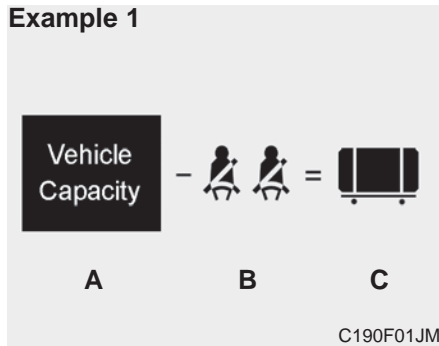 Example 1
Vehicle
Capacity
- =
A B C
C190F01JM